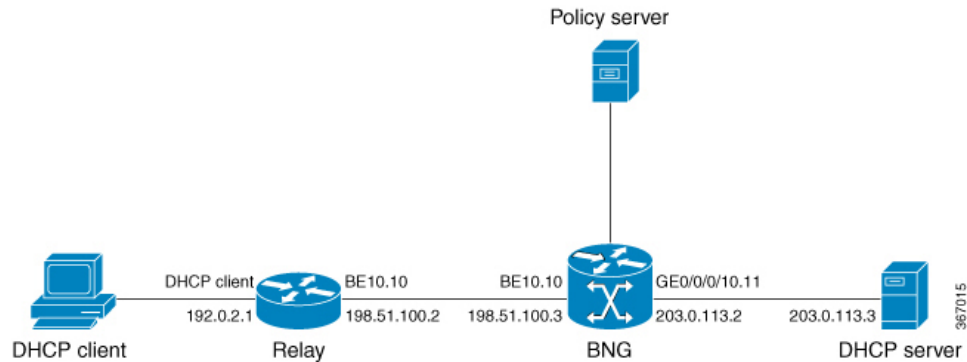 Policy server
DHCP client
BE10.10
BE10.10
GE0/0/0/10.11
192.0.2.1
198.51.100.2
198.51.100.3
203.0.113.2
203.0.113.3
DHCP client
Relay
BNG
DHCP server
367015